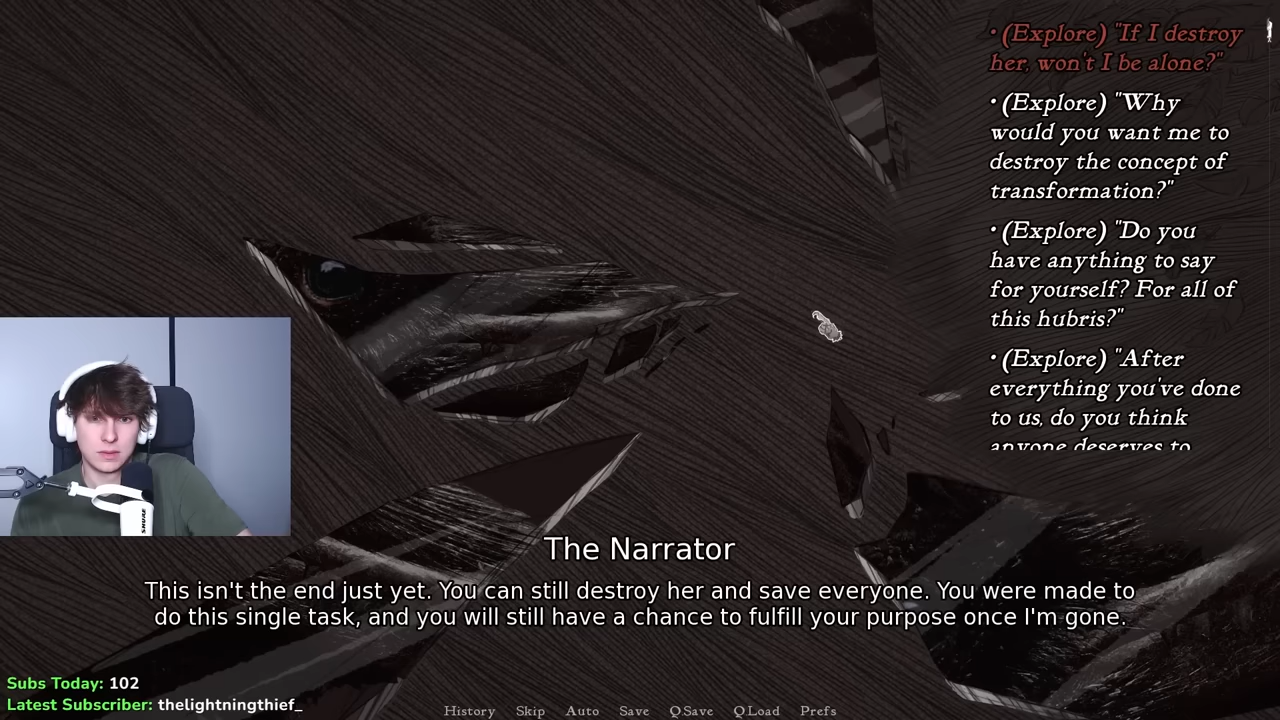 • (Explore) "If I destroy
her, won't I be alone?"
• (Explore) "Why
would you want me to
destroy the concept of
transformation?"
• (Explore) "Do you
have anything to say
for yourself? For all of
this hubris?"
• (Explore) "After
everything you've done
to us, do you think
anyone deserves to
The Narrator
This isn't the end just yet. You can still destroy her and save everyone. You were made to
do this single task, and you will still have a chance to fulfill your purpose once I'm gone.
SHURE
Subs Today: 102
Latest Subscriber: thelightningthief_
History Skip Auto Save Q.Save Q.Load Prefs